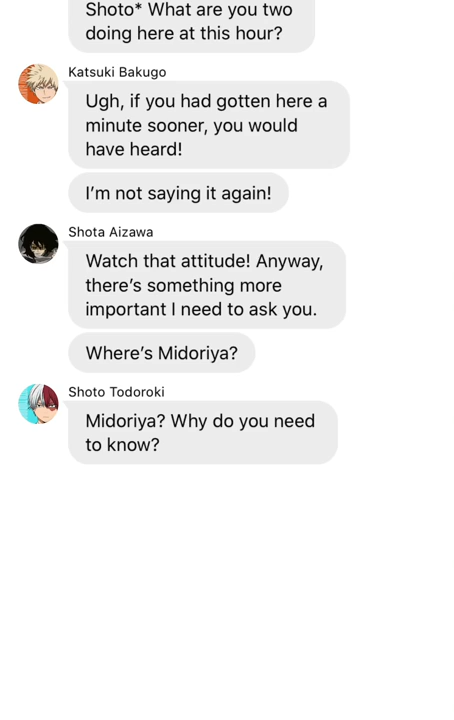 Shoto* What are you two
doing here at this hour?
Katsuki Bakugo
Ugh, if you had gotten here a
minute sooner, you would
have heard!
I’m not saying it again!
Shota Aizawa
Watch that attitude! Anyway,
there’s something more
important I need to ask you.
Where’s Midoriya?
Shoto Todoroki
Midoriya? Why do you need
to know?